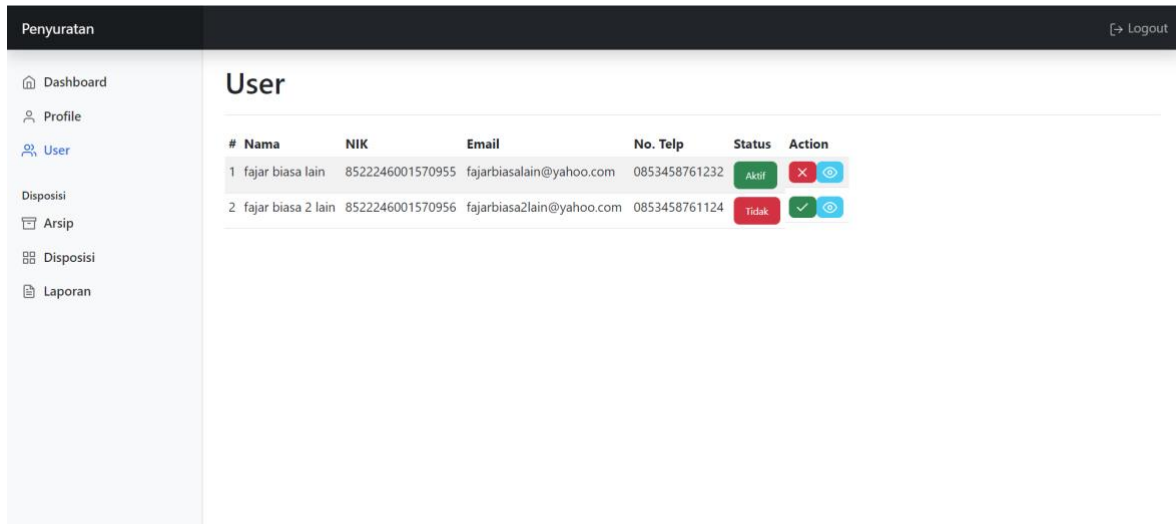 Penyuratan
Logout
Dashboard
Profile
User
Disposisi
Arsip
Disposisi
Laporan
User
# Nama NIK Email No. Telp Status Action
1 fajar biasa lain 8522246001570955 fajarbiasalain@yahoo.com 0853458761232 Aktif
2 fajar biasa 2 lain 8522246001570956 fajarbiasa2lain@yahoo.com 0853458761124 Tidak